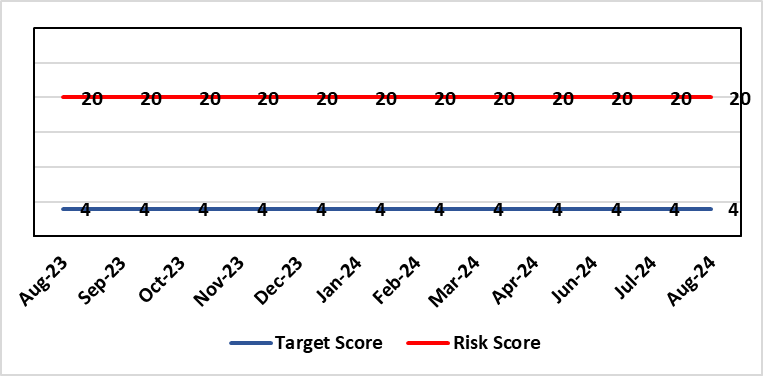 20 20 20 20 20 20 20 20 20 20 20 20
4 4 4 4 4 4 4 4 4 4 4 4
Aug-23 Sep-23 Oct-23 Nov-23 Dec-23 Jan-24 Feb-24 Mar-24 Apr-24 Jun-24 Jul-24 Aug-24
Target Score Risk Score